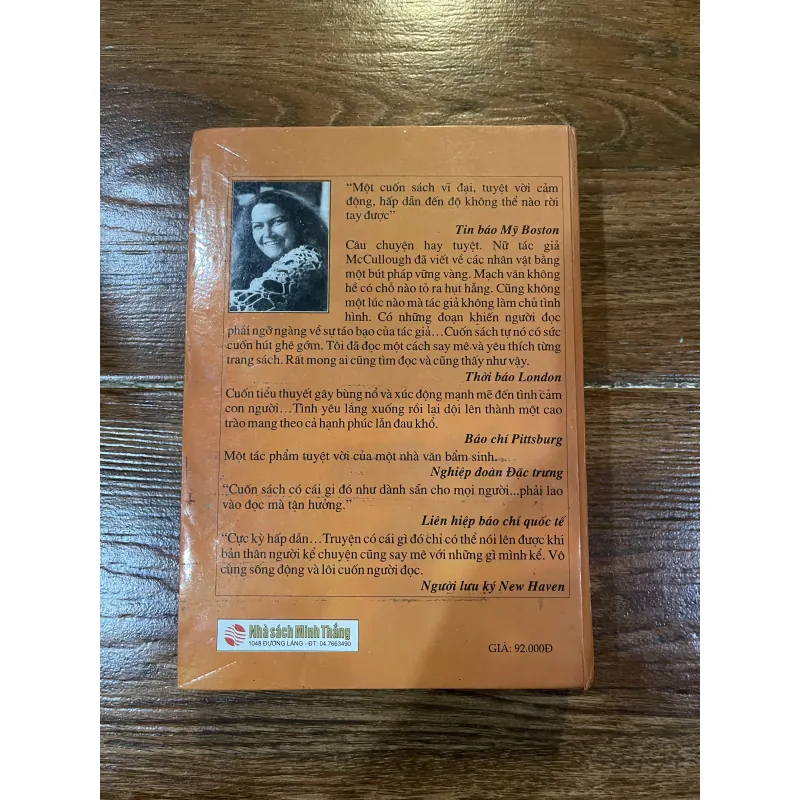 “Một cuốn sách vĩ đại, tuyệt vời cảm
động, hấp dẫn đến độ không thể nào rời
tay được”
Tin báo Mỹ Boston
Câu chuyện hay tuyệt. Nữ tác giả
McCullough đã viết về các nhân vật bằng
một bút pháp vững vàng. Mạch văn không
hề có chỗ nào tỏ ra hụt hẫng. Cũng không
một lúc nào mà tác giả không làm chủ tình
hình. Có những đoạn khiến người đọc
phải ngỡ ngàng về sự táo bạo của tác giả...Cuốn sách tự nó có sức
cuốn hút ghê gớm. Tôi đã đọc một cách say mê và yêu thích từng
trang sách. Rất mong ai cũng tìm đọc và cũng thấy như vậy.
Thời báo London
Cuốn tiểu thuyết gây bùng nổ và xúc động mạnh mẽ đến tình cảm
con người...Tình yêu lắng xuống rồi lại dội lên thành một cao
trào mang theo cả hạnh phúc lẫn đau khổ.
Báo chí Pittsburg
Một tác phẩm tuyệt vời của một nhà văn bẩm sinh.
Nghiệp đoàn Đặc trưng
“Cuốn sách có cái gì đó như dành sẵn cho mọi người...phải lao
vào đọc mà tận hưởng.”
Liên hiệp báo chí quốc tế
“Cực kỳ hấp dẫn...Truyện có cái gì đó chỉ có thể nói lên được khi
bản thân người kể chuyện cũng say mê với những gì mình kể. Vô
cùng sống động và lôi cuốn người đọc.
Người lưu ký New Haven
Nhà sách Minh Thắng
1048 ĐƯỜNG LÁNG - ĐT: 04.7663490
GIÁ: 92.000Đ